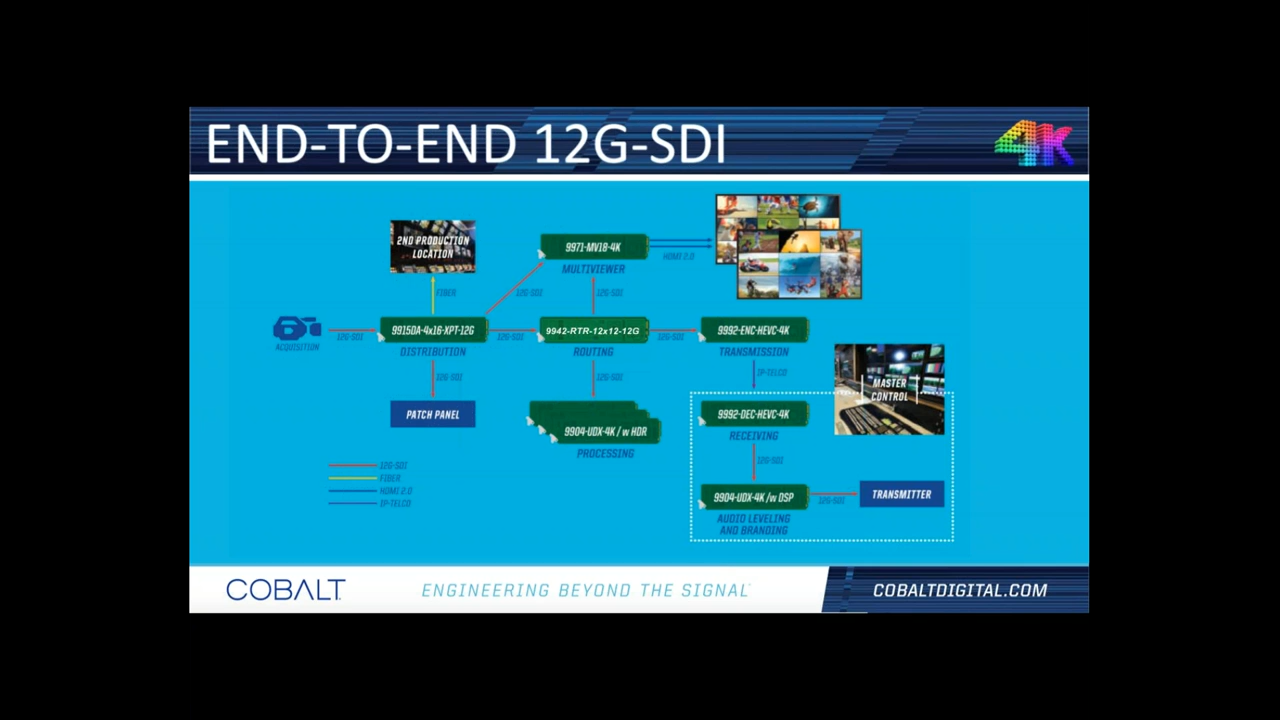 END-TO-END 12G-SDI
4K
2ND PRODUCTION
LOCATION
9971-MV18-4K
HDMI 2.0
MULTIVIEWER
FIBER
12G-SDI
12G-SDI
ACQUISITION
12G-SDI
9915DA-4x16-XPT-12G
12G-SDI
9942-RTR-12x12-12G
12G-SDI
9992-ENC-HEVC-4K
DISTRIBUTION
ROUTING
TRANSMISSION
12G-SDI
12G-SDI
IP-TELCO
MASTER
CONTROL
PATCH PANEL
9904-UDX-4K / w HDR
PROCESSING
9992-DEC-HEVC-4K
RECEIVING
12G-SDI
12G-SDI
FIBER
HDMI 2.0
IP-TELCO
9904-UDX-4K /w DSP
12G-SDI
TRANSMITTER
AUDIO LEVELING
AND BRANDING
COBALT
ENGINEERING BEYOND THE SIGNAL
COBALTDIGITAL.COM